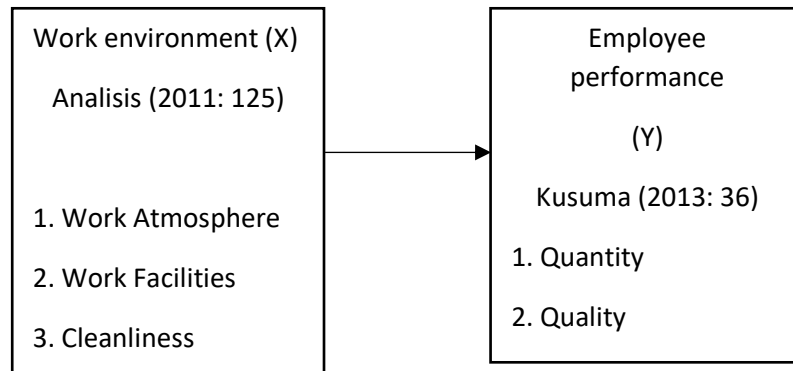 Work environment (X)
Analisis (2011: 125)
1. Work Atmosphere
2. Work Facilities
3. Cleanliness
Employee
performance
(Y)
Kusuma (2013: 36)
1. Quantity
2. Quality